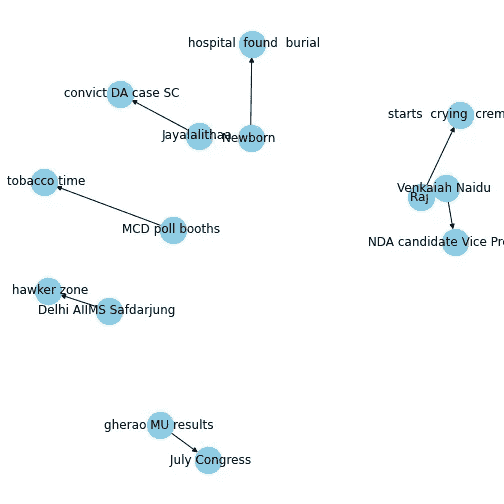 hospital  found  burial
convict DA case SC
starts  crying  crem
Jayalalithaa
Newborn
tobacco time
Venkaiah Naidu
Raj
MCD poll booths
NDA candidate Vice Pre
hawker zone
Delhi AIIMS Safdarjung
gherao MU results
July Congress